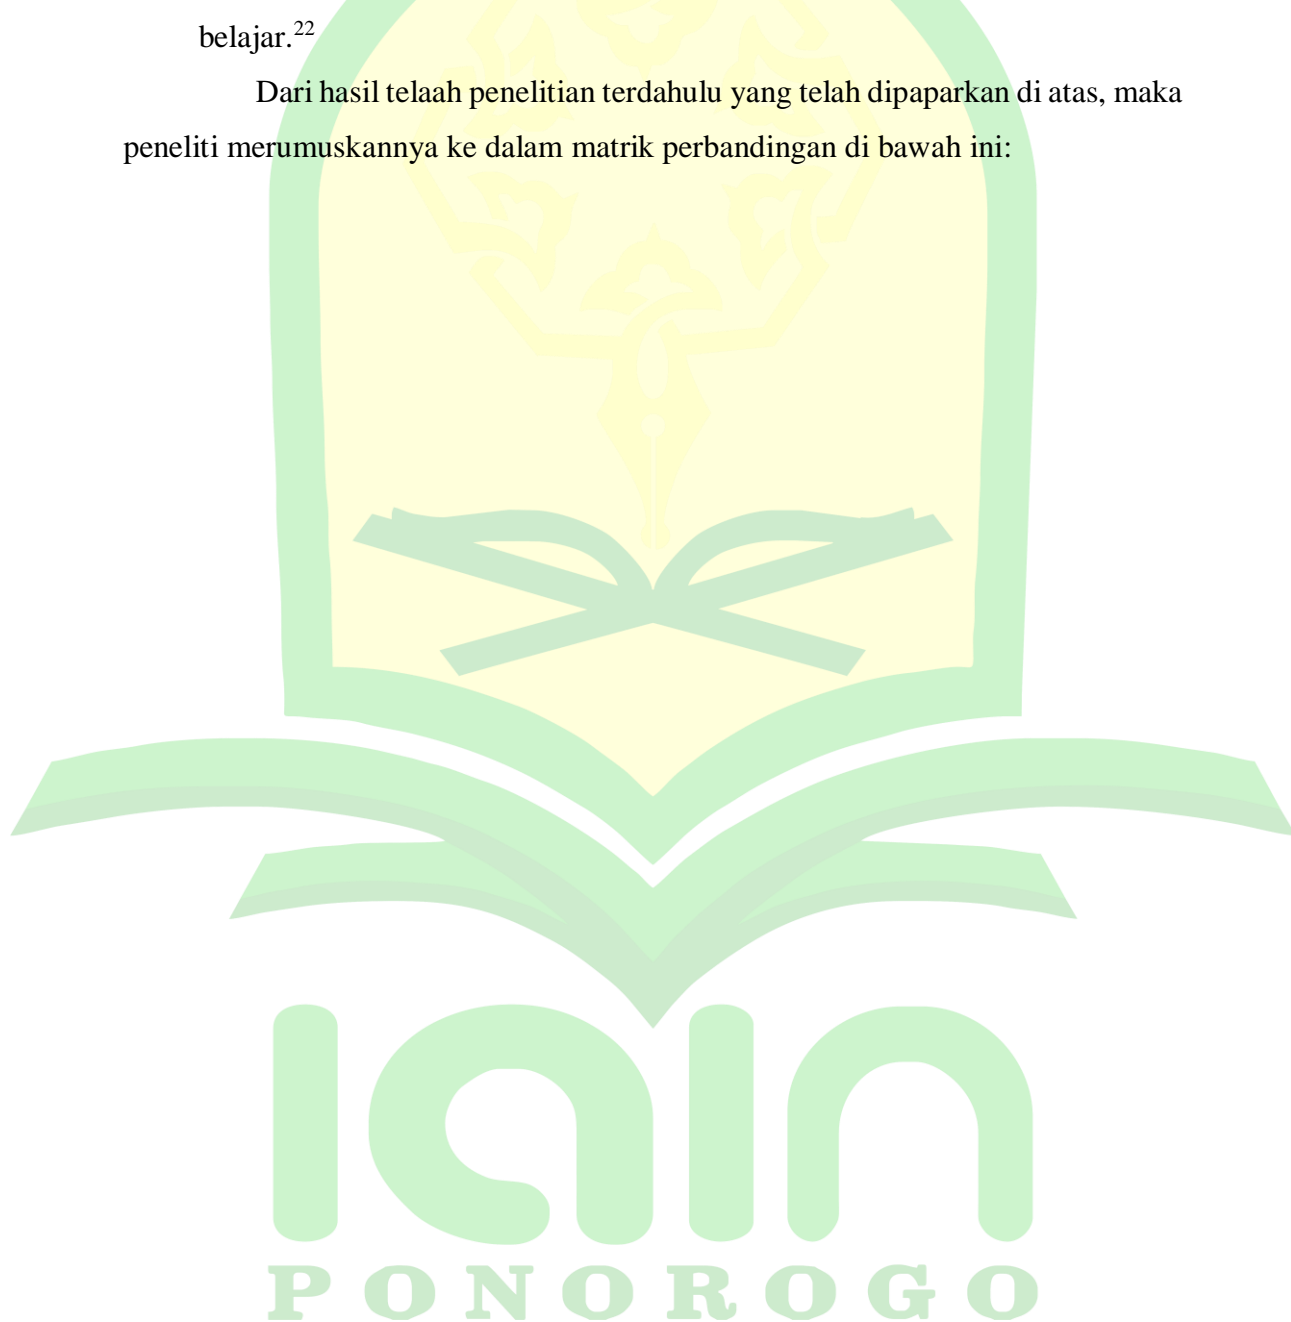 belajar.22
Dari hasil telaah penelitian terdahulu yang telah dipaparkan di atas, maka
peneliti merumuskannya ke dalam matrik perbandingan di bawah ini:
iain
PONOROGO